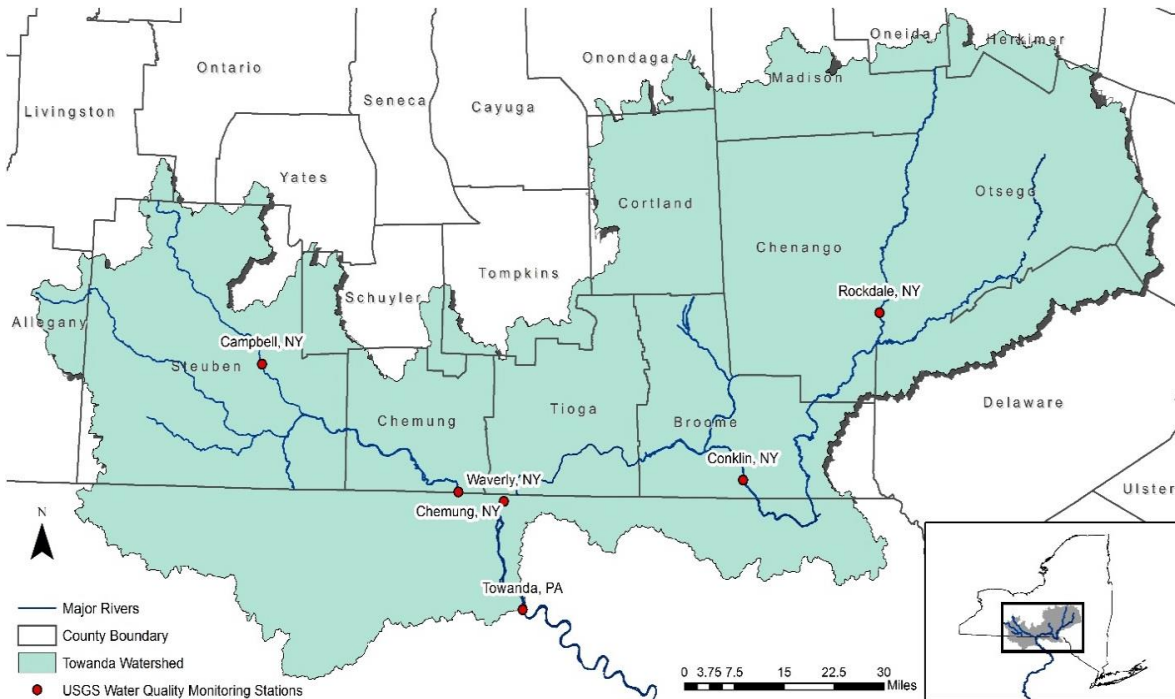 Oneida
Herkimer
Onondaga
Madison
Ontario
Livingston
Seneca
Cayuga
Yates
Cortland
Otsego
Chenango
Tompkins
Schuyler
Rockdale, NY
Allegany
Campbell, NY
Steuben
Delaware
Chemung
Tioga
Broome
Conklin, NY
Waverly, NY
Chemung, NY
Ulster
N
Towanda, PA
Major Rivers
County Boundary
Towanda Watershed
USGS Water Quality Monitoring Stations
0 3.75 7.5 15 22.5 30
Miles